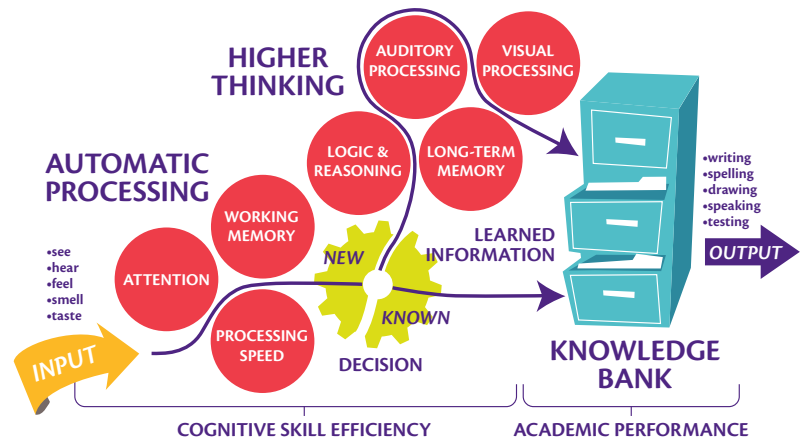 HIGHER
THINKING
AUDITORY
PROCESSING
VISUAL
PROCESSING
LOGIC &
REASONING
LONG-TERM
MEMORY
AUTOMATIC
PROCESSING
•see
•hear
•feel
•smell
•taste
INPUT
ATTENTION
WORKING
MEMORY
PROCESSING
SPEED
NEW
KNOWN
DECISION
LEARNED
INFORMATION
•writing
•spelling
•drawing
•speaking
•testing
OUTPUT
KNOWLEDGE
BANK
COGNITIVE SKILL EFFICIENCY
ACADEMIC PERFORMANCE